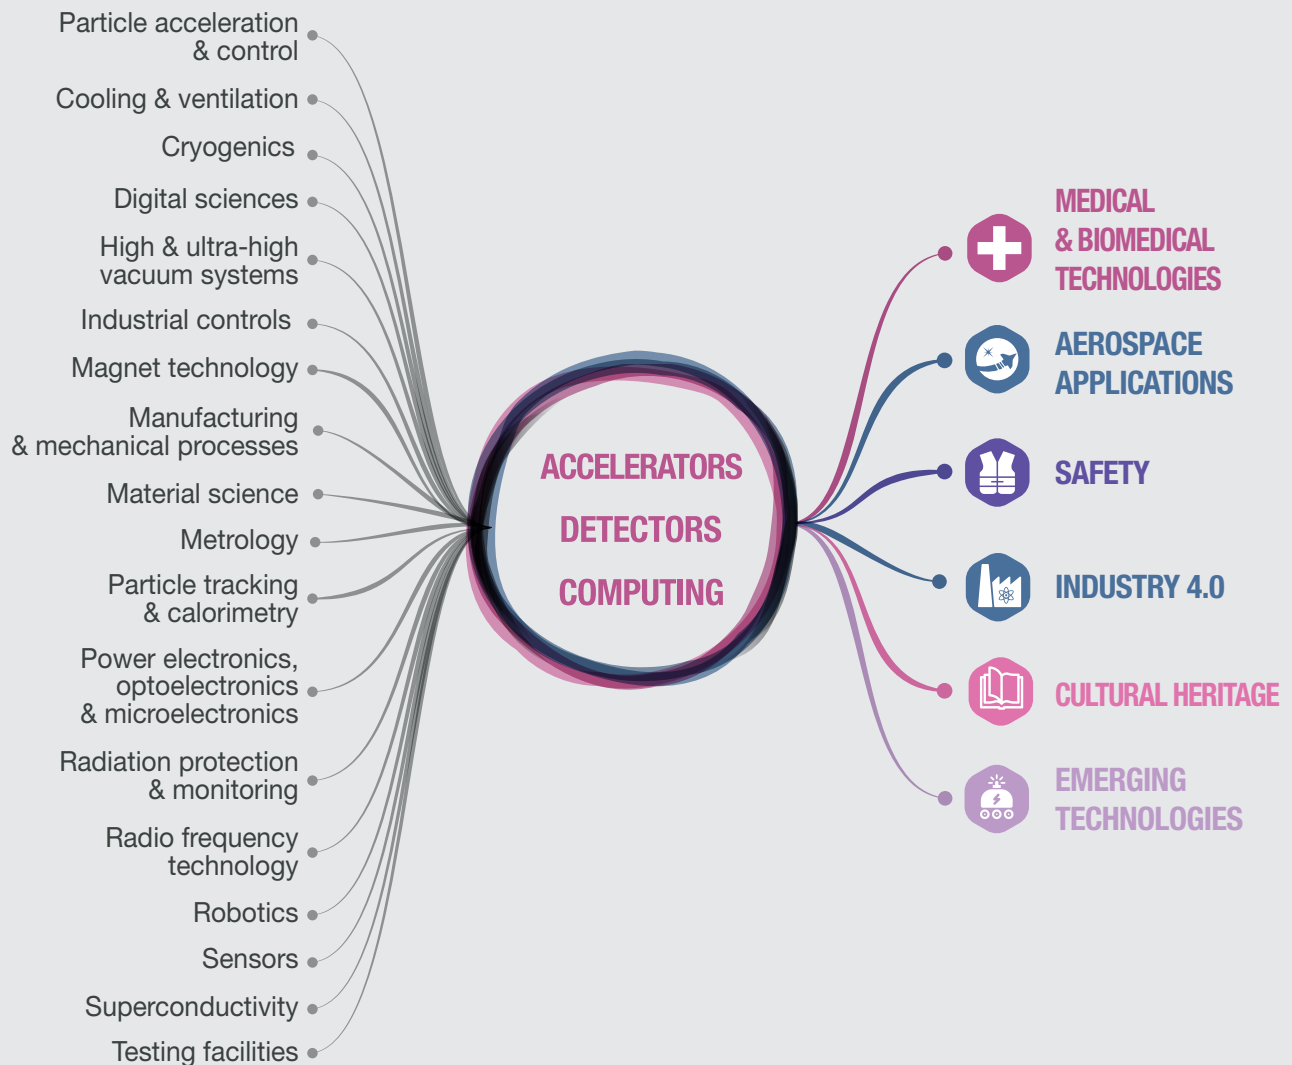 Particle acceleration
& control
Cooling & ventilation
Cryogenics
Digital sciences
High & ultra-high
vacuum systems
Industrial controls
Magnet technology
Manufacturing
& mechanical processes
Material science
Metrology
Particle tracking
& calorimetry
Power electronics,
optoelectronics
& microelectronics
Radiation protection
& monitoring
Radio frequency
technology
Robotics
Sensors
Superconductivity
Testing facilities
ACCELERATORS
DETECTORS
COMPUTING
MEDICAL
& BIOMEDICAL
TECHNOLOGIES
AEROSPACE
APPLICATIONS
SAFETY
INDUSTRY 4.0
CULTURAL HERITAGE
EMERGING
TECHNOLOGIES